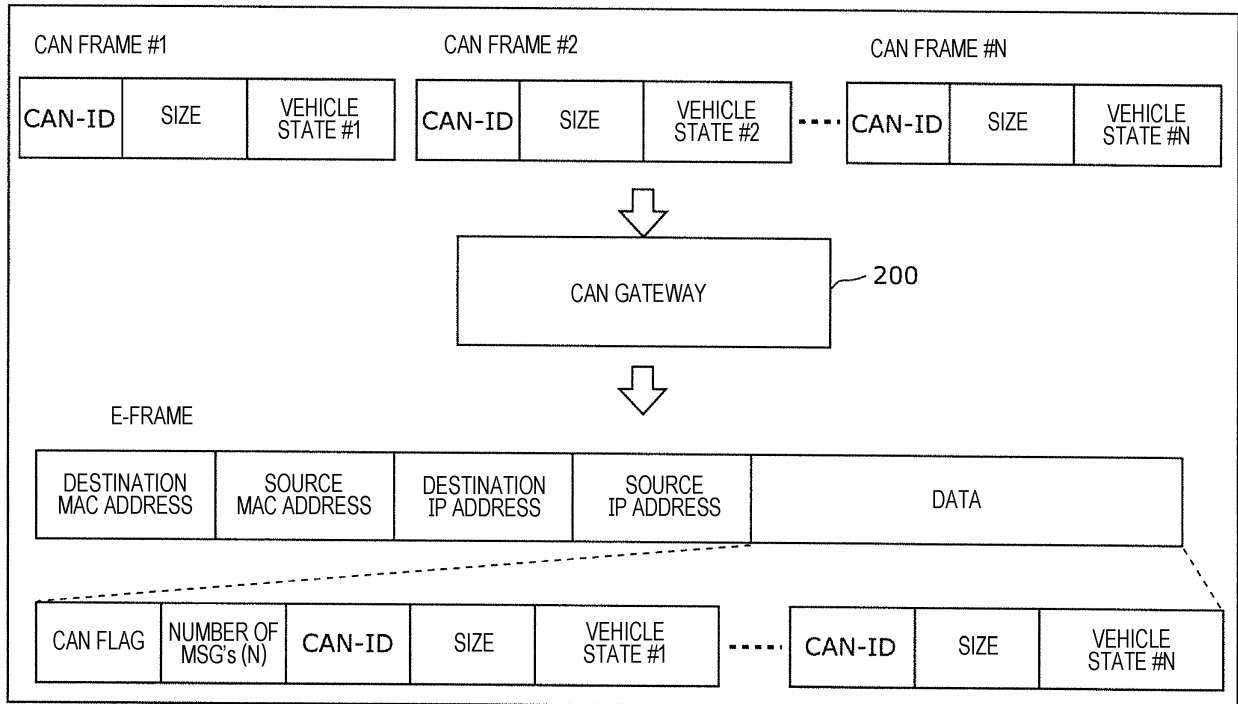 CAN FRAME #1
CAN FRAME #2
CAN FRAME #N
CAN-ID
SIZE
VEHICLE
STATE #1
CAN-ID
SIZE
VEHICLE
STATE #2
CAN-ID
SIZE
VEHICLE
STATE #N
CAN GATEWAY
200
E-FRAME
DESTINATION
MAC ADDRESS
SOURCE
MAC ADDRESS
DESTINATION
IP ADDRESS
SOURCE
IP ADDRESS
DATA
CAN FLAG
NUMBER OF
MSG's (N)
CAN-ID
SIZE
VEHICLE
STATE #1
CAN-ID
SIZE
VEHICLE
STATE #N